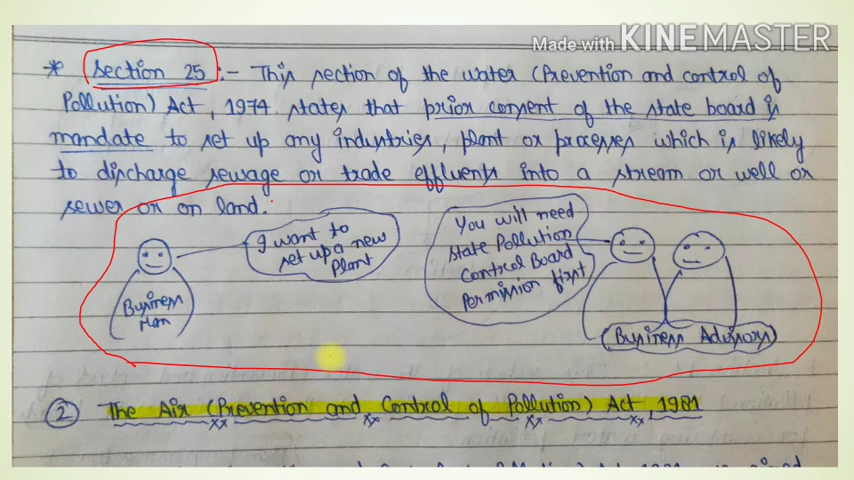 Made with KINEMASTER
* Section 25 :- This section of the water (Prevention and control of
Pollution) Act, 1974 states that prior consent of the state board is
mandate to set up any industries, plant or processes which is likely
to discharge sewage or trade effluents into a stream or well or
sewer or on land.
I want to
set up a new
Plant
Business
Man
You will need
State Pollution
Control Board
Permission first
Business Advisors
② The Air (Prevention and Control of Pollution) Act, 1981